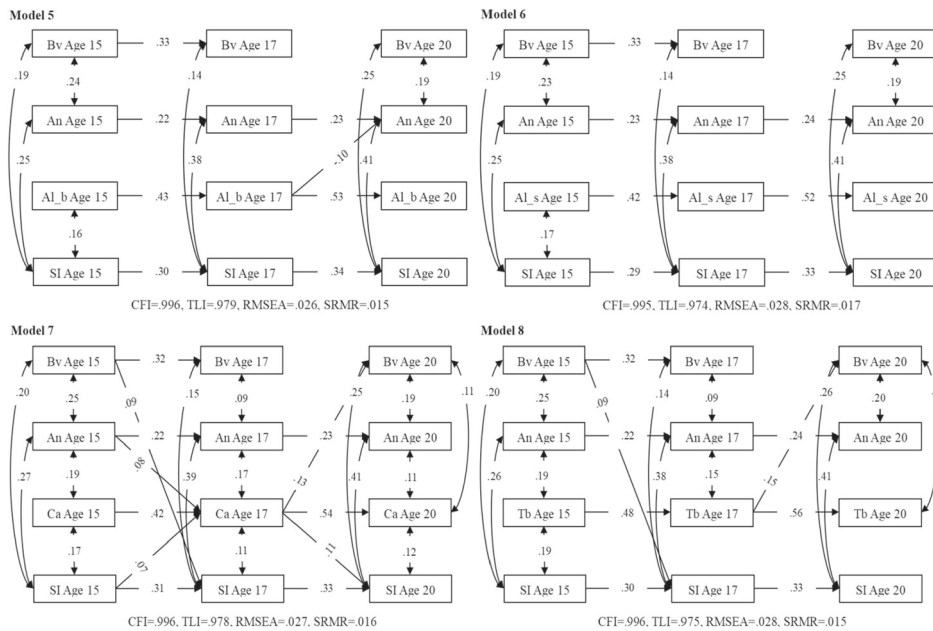 Model 5
Bv Age 15 .33 Bv Age 17 Bv Age 20
.19 .24 .14 .25 .19
An Age 15 .22 An Age 17 .23 An Age 20
.25 .38 -.10 .41
Al_b Age 15 .43 Al_b Age 17 .53 Al_b Age 20
.16
SI Age 15 .30 SI Age 17 .34 SI Age 20
CFI=.996, TLI=.979, RMSEA=.026, SRMR=.015
Model 6
Bv Age 15 .33 Bv Age 17 Bv Age 20
.19 .23 .14 .25 .19
An Age 15 .23 An Age 17 .24 An Age 20
.25 .38 .41
Al_s Age 15 .42 Al_s Age 17 .52 Al_s Age 20
.17
SI Age 15 .29 SI Age 17 .33 SI Age 20
CFI=.995, TLI=.974, RMSEA=.028, SRMR=.017
Model 7
Bv Age 15 .32 Bv Age 17 Bv Age 20
.20 .25 .09 .15 .09 .25 .19 .11
An Age 15 .22 An Age 17 .23 An Age 20
.27 .19 .08 .39 .17 .13 .41 .11
Ca Age 15 .42 Ca Age 17 .54 Ca Age 20
.17 .07 .11 .11 .12
SI Age 15 .31 SI Age 17 .33 SI Age 20
CFI=.996, TLI=.978, RMSEA=.027, SRMR=.016
Model 8
Bv Age 15 .32 Bv Age 17 Bv Age 20
.20 .25 .09 .14 .09 .26 .20
An Age 15 .22 An Age 17 .24 An Age 20
.26 .19 .38 .15 .15 .41
Tb Age 15 .48 Tb Age 17 .56 Tb Age 20
.19
SI Age 15 .30 SI Age 17 .33 SI Age 20
CFI=.996, TLI=.975, RMSEA=.028, SRMR=.015